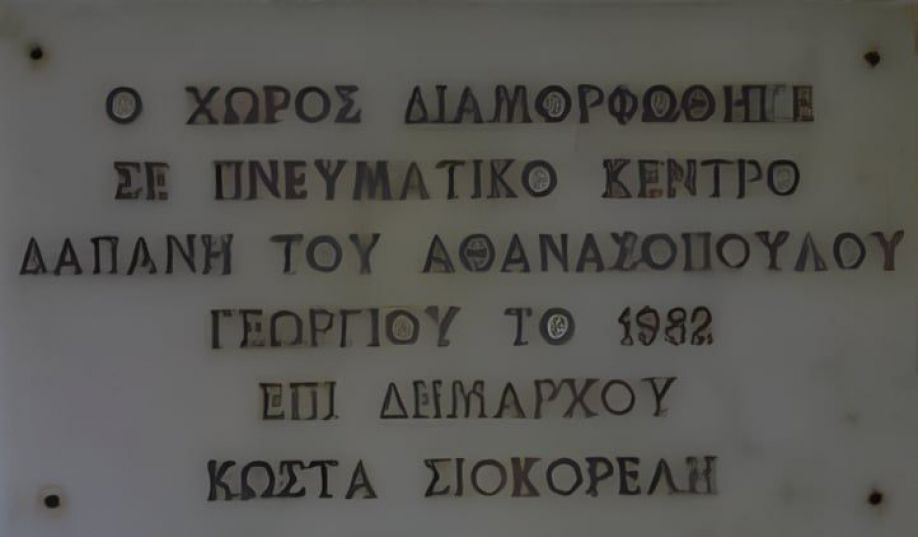 Ο ΧΩΡΟΣ ΔΙΑΜΟΡΦΩΘΗΚΕ
ΣΕ ΠΝΕΥΜΑΤΙΚΟ ΚΕΝΤΡΟ
ΔΑΠΑΝΗ ΤΟΥ ΑΘΑΝΑΣΟΠΟΥΛΟΥ
ΓΕΩΡΓΙΟΥ ΤΟ 1982
ΕΠΙ ΔΗΜΑΡΧΟΥ
ΚΩΣΤΑ ΣΙΟΚΟΡΕΛΗ